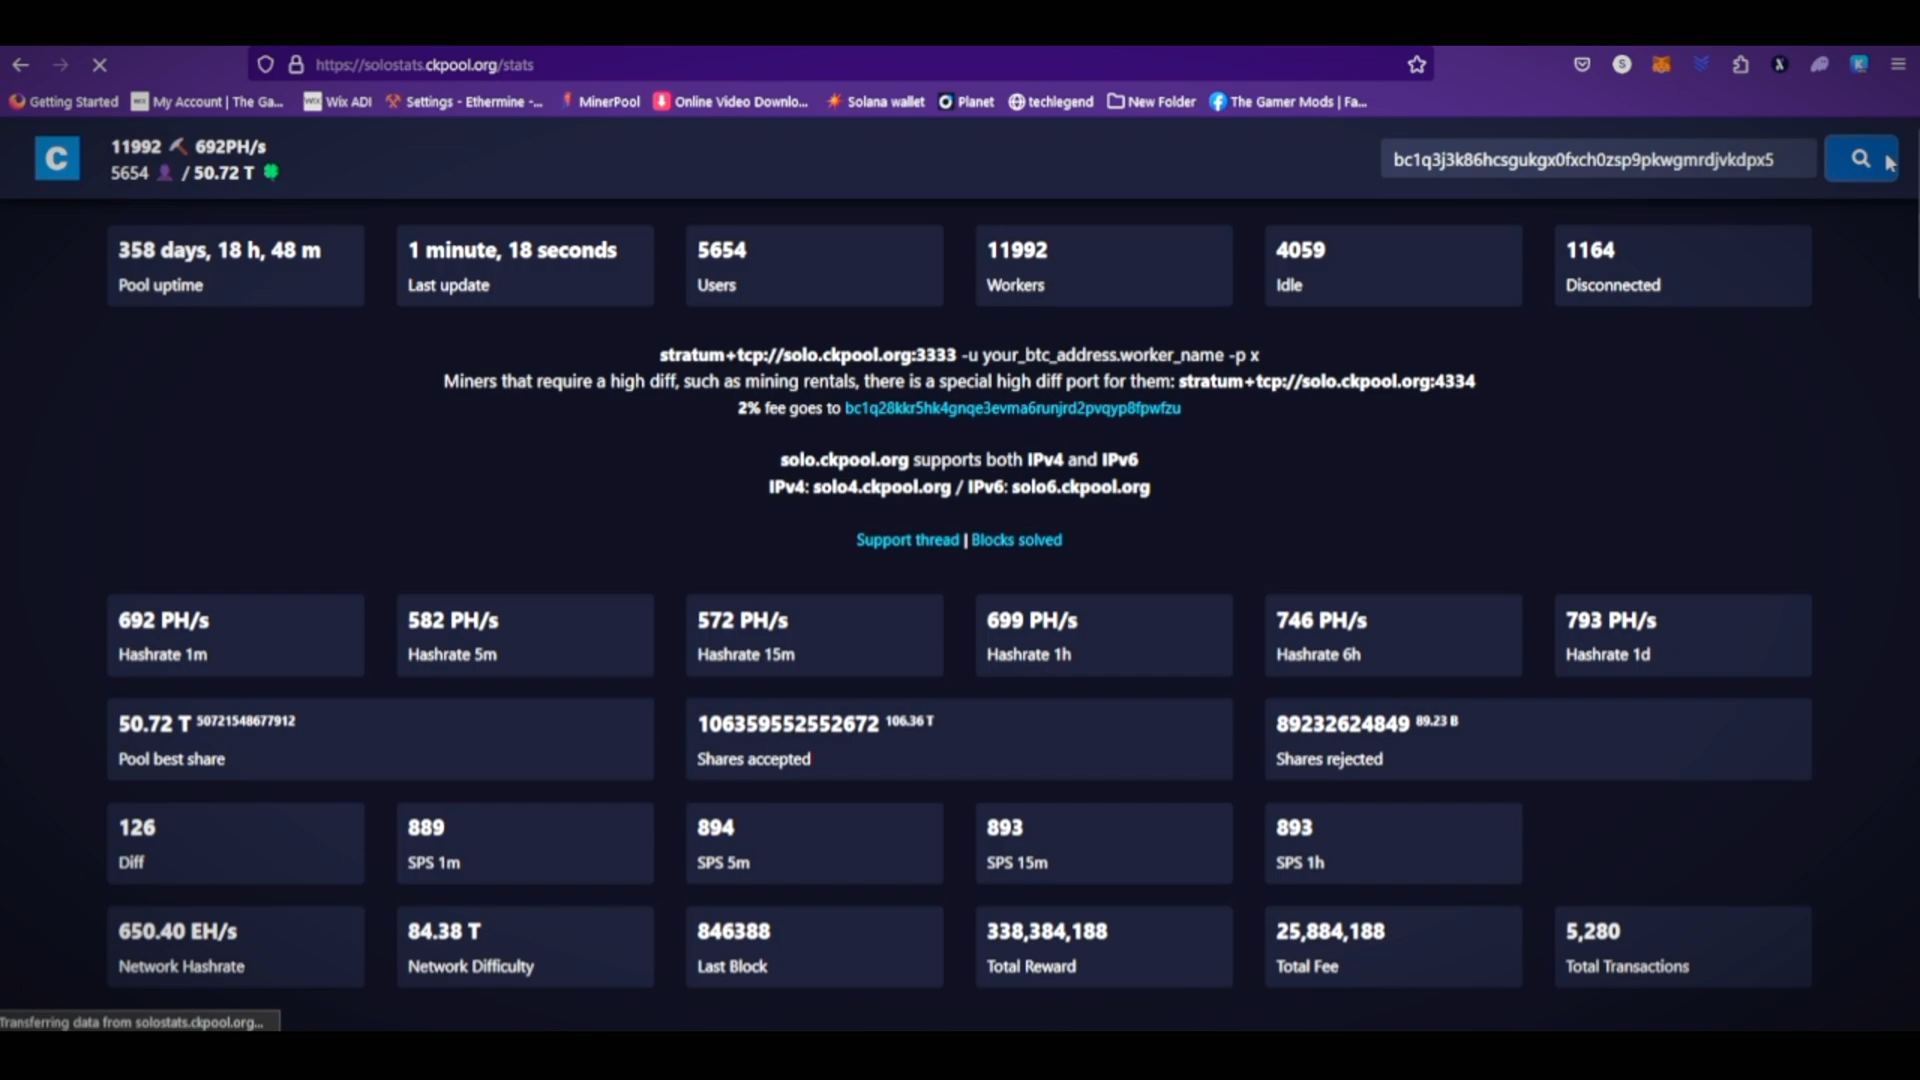 https://solostats.ckpool.org/stats
Getting Started My Account | The Ga... Wix ADI Settings - Ethermine -... MinerPool Online Video Downlo... Solana wallet Planet techlegend New Folder The Gamer Mods | Fa...
C
11992 692PH/s
5654 / 50.72 T
bc1q3j3k86hcsgukgx0fxch0zsp9pkwgmrdjvkdpx5
358 days, 18 h, 48 m 1 minute, 18 seconds 5654 11992 4059 1164
Pool uptime Last update Users Workers Idle Disconnected
stratum+tcp://solo.ckpool.org:3333 -u your_btc_address.worker_name -p x
Miners that require a high diff, such as mining rentals, there is a special high diff port for them: stratum+tcp://solo.ckpool.org:4334
2% fee goes to bc1q28kkr5hk4gnqe3evma6runjrd2pvqyp8fpwfzu
solo.ckpool.org supports both IPv4 and IPv6
IPv4: solo4.ckpool.org / IPv6: solo6.ckpool.org
Support thread | Blocks solved
692 PH/s 582 PH/s 572 PH/s 699 PH/s 746 PH/s 793 PH/s
Hashrate 1m Hashrate 5m Hashrate 15m Hashrate 1h Hashrate 6h Hashrate 1d
50.72 T 50721548677912 106359552552672 106.36 T 89232624849 89.23 B
Pool best share Shares accepted Shares rejected
126 889 894 893 893
Diff SPS 1m SPS 5m SPS 15m SPS 1h
650.40 EH/s 84.38 T 846388 338,384,188 25,884,188 5,280
Network Hashrate Network Difficulty Last Block Total Reward Total Fee Total Transactions
Transferring data from solostats.ckpool.org...